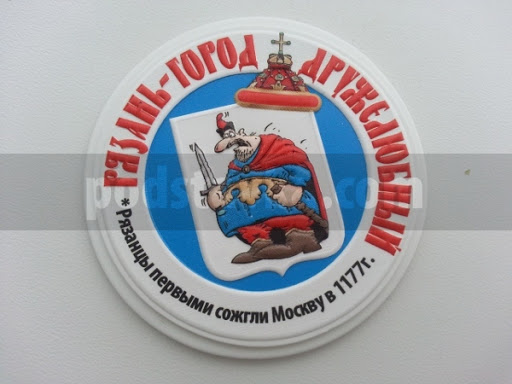 РЯЗАНЬ-ГОРОД ДРУЖЕЛЮБНЫЙ
* Рязанцы первыми сожгли Москву в 1177г.